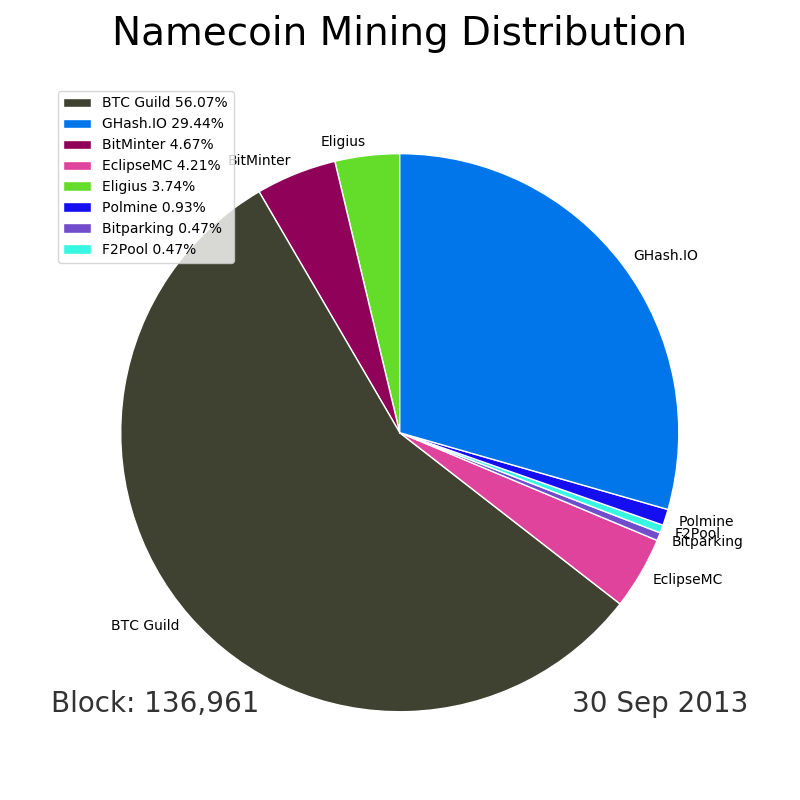 Namecoin Mining Distribution
BTC Guild 56.07%
GHash.IO 29.44%
BitMinter 4.67%
EclipseMC 4.21%
Eligius 3.74%
Polmine 0.93%
Bitparking 0.47%
F2Pool 0.47%
Eligius
BitMinter
GHash.IO
Polmine
F2Pool
Bitparking
EclipseMC
BTC Guild
Block: 136,961
30 Sep 2013